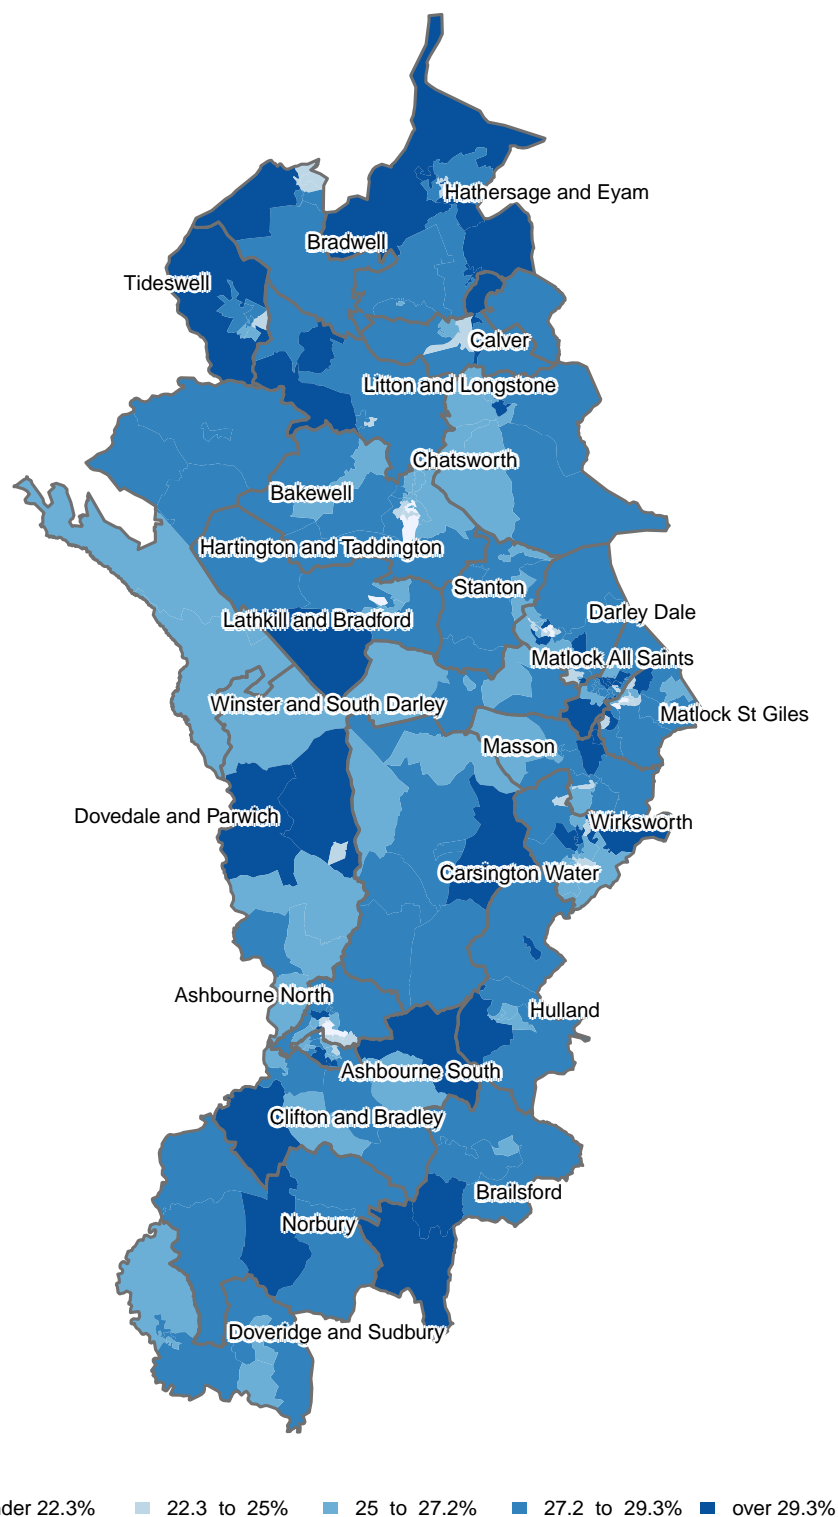 Hathersage and Eyam
Bradwell
Tideswell
Calver
Litton and Longstone
Chatsworth
Bakewell
Hartington and Taddington
Stanton
Darley Dale
Lathkill and Bradford
Matlock All Saints
Winster and South Darley
Matlock St Giles
Masson
Dovedale and Parwich
Wirksworth
Carsington Water
Ashbourne North
Hulland
Ashbourne South
Clifton and Bradley
Brailsford
Norbury
Doveridge and Sudbury
nder 22.3% 22.3 to 25% 25 to 27.2% 27.2 to 29.3% over 29.3%